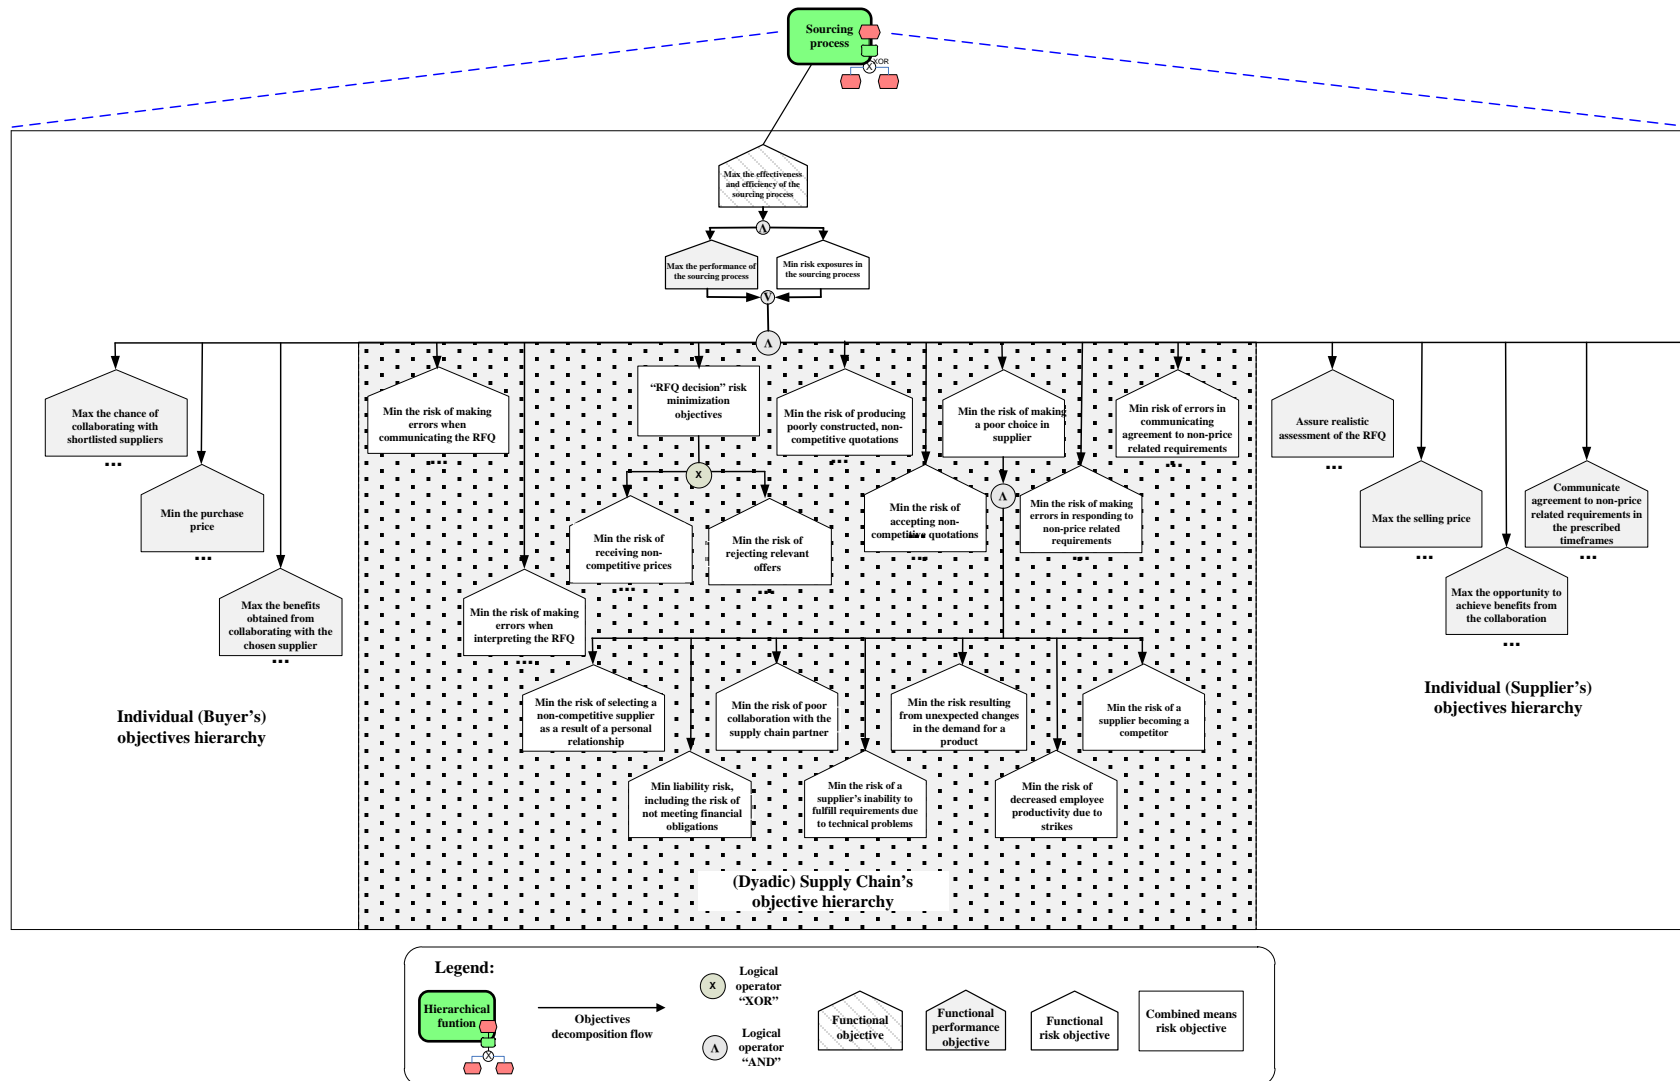 Sourcing
process
X
XOR
Max the effectiveness
and efficiency of the
sourcing process
Λ
Max the performance of
the sourcing process
Min risk exposures in
the sourcing process
V
Λ
Max the chance of
collaborating with
shortlisted suppliers
...
Min the purchase
price
...
Max the benefits
obtained from
collaborating with the
chosen supplier
...
Individual (Buyer’s)
objectives hierarchy
Min the risk of making
errors when
communicating the RFQ
...
Min the risk of making
errors when
interpreting the RFQ
....
“RFQ decision” risk
minimization
objectives
X
Min the risk of
receiving non-
competitive prices
...
Min the risk of
rejecting relevant
offers
...
Min the risk of producing
poorly constructed, non-
competitive quotations
...
Min the risk of
accepting non-
competitive quotations
...
...
Min the risk of making
a poor choice in
supplier
Λ
Min the risk of making
errors in responding to
non-price related
requirements
...
Min risk of errors in
communicating
agreement to non-price
related requirements
...
Min the risk of selecting a
non-competitive supplier
as a result of a personal
relationship
Min liability risk,
including the risk of
not meeting financial
obligations
Min the risk of poor
collaboration with the
supply chain partner
Min the risk of a
supplier’s inability to
fulfill requirements due
to technical problems
Min the risk resulting
from unexpected changes
in the demand for a
product
Min the risk of
decreased employee
productivity due to
strikes
Min the risk of a
supplier becoming a
competitor
(Dyadic) Supply Chain’s
objective hierarchy
Assure realistic
assessment of the RFQ
...
Max the selling price
...
Max the opportunity to
achieve benefits from
the collaboration
...
Communicate
agreement to non-price
related requirements in
the prescribed
timeframes
...
Individual (Supplier’s)
objectives hierarchy
Legend:
Hierarchical
funtion
X
Objectives
decomposition flow
X
Logical
operator
“XOR”
Λ
Logical
operator
“AND”
Functional
objective
Functional
performance
objective
Functional
risk objective
Combined means
risk objective